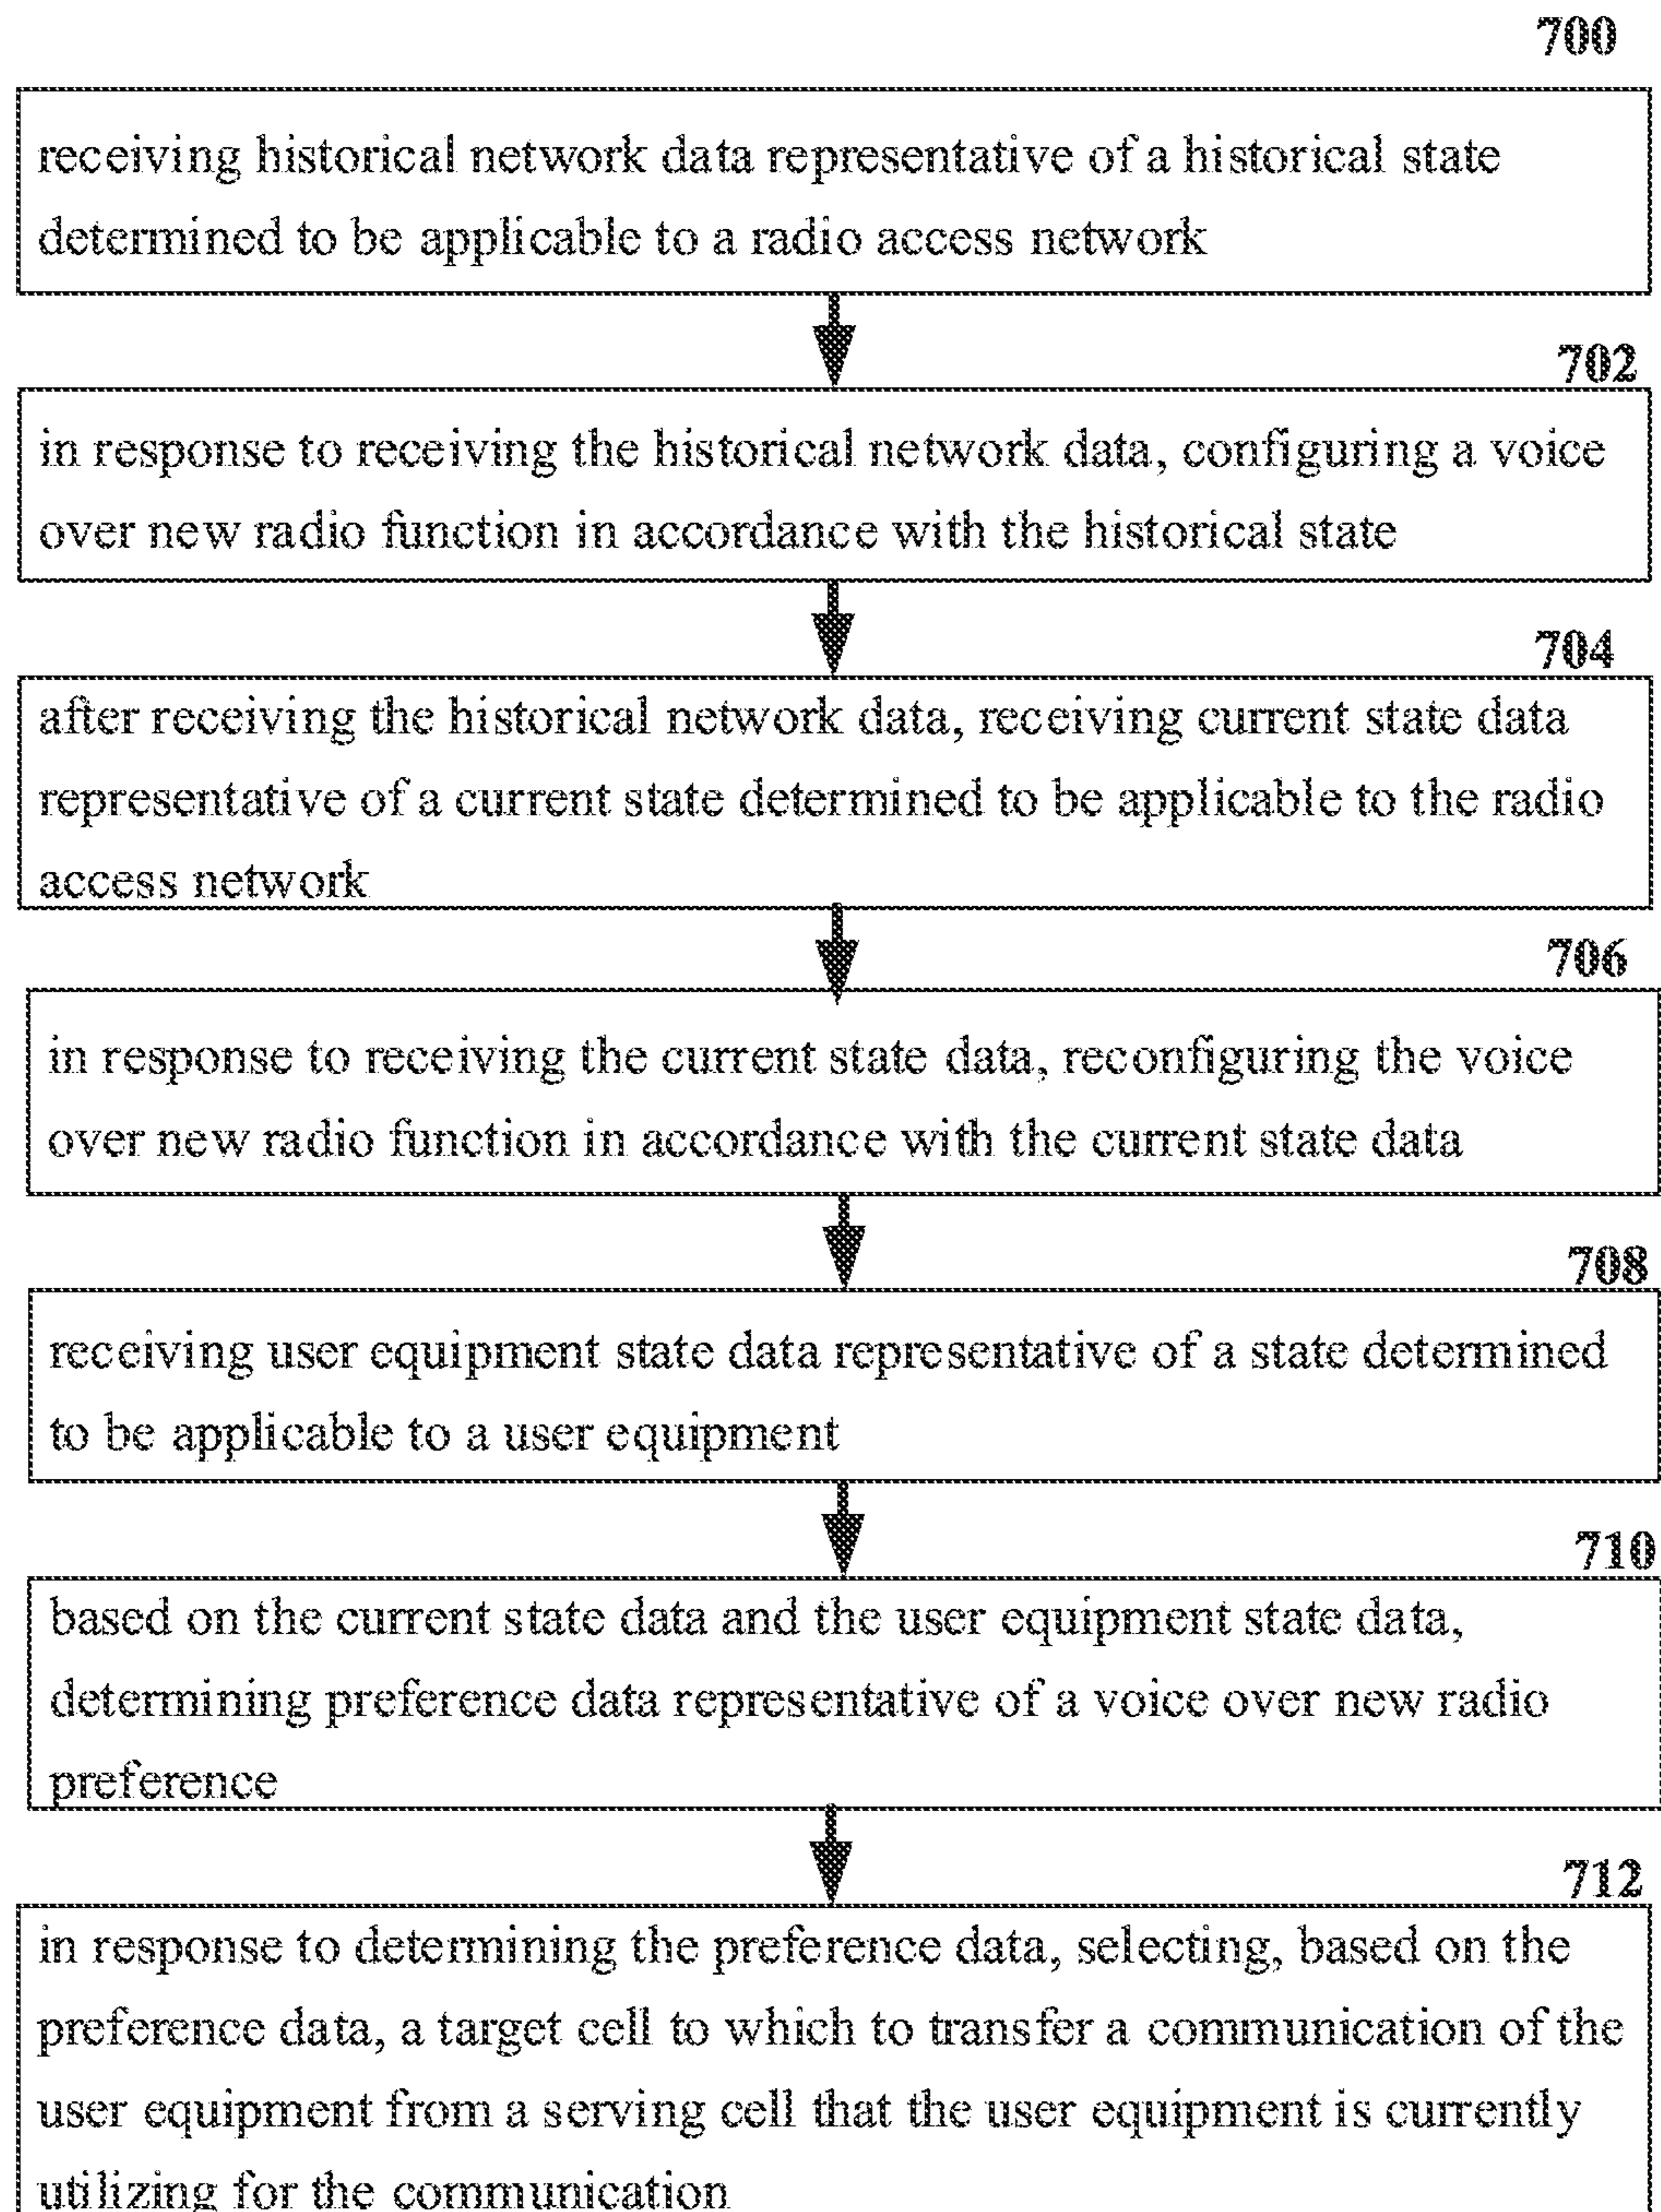 700
receiving historical network data representative of a historical state
determined to be applicable to a radio access network
702
in response to receiving the historical network data, configuring a voice
over new radio function in accordance with the historical state
704
after receiving the historical network data, receiving current state data
representative of a current state determined to be applicable to the radio
access network
706
in response to receiving the current state data, reconfiguring the voice
over new radio function in accordance with the current state data
708
receiving user equipment state data representative of a state determined
to be applicable to a user equipment
710
based on the current state data and the user equipment state data,
determining preference data representative of a voice over new radio
preference
712
in response to determining the preference data, selecting, based on the
preference data, a target cell to which to transfer a communication of the
user equipment from a serving cell that the user equipment is currently
utilizing for the communication